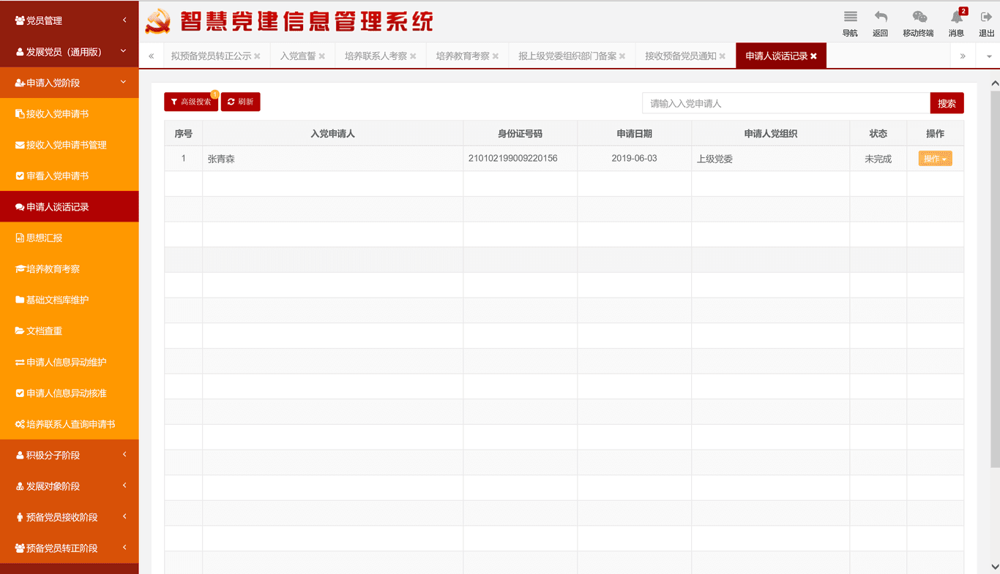 智慧党建信息管理系统
导航
返回
移动终端
2
消息
退出
党员管理
发展党员（通用版）
申请入党阶段
接收入党申请书
接收入党申请书管理
审看入党申请书
申请人谈话记录
思想汇报
培养教育考察
基础文档库维护
文档查重
申请人信息异动维护
申请人信息异动核准
培养联系人查询申请书
积极分子阶段
发展对象阶段
预备党员接收阶段
预备党员转正阶段
« 拟预备党员转正公示 入党宣誓 培养联系人考察 培养教育考察 报上级党委组织部门备案 接收预备党员通知 申请人谈话记录 »
高级搜索 1 刷新 请输入入党申请人 搜索
序号 入党申请人 身份证号码 申请日期 申请人党组织 状态 操作
1 张青森 210102199009220156 2019-06-03 上级党委 未完成 操作